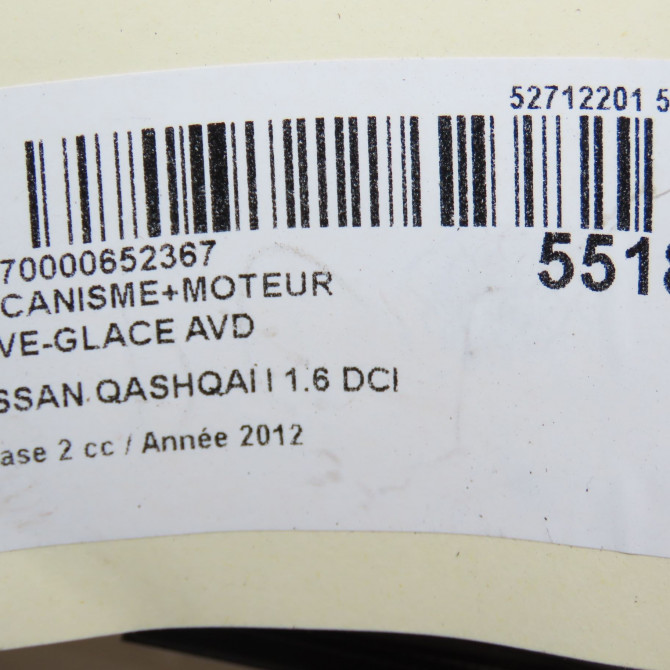 52712201 5
70000652367
5518
CANISME+MOTEUR
VE-GLACE AVD
SSAN QASHQAI I 1.6 DCI
ase 2 cc / Année 2012